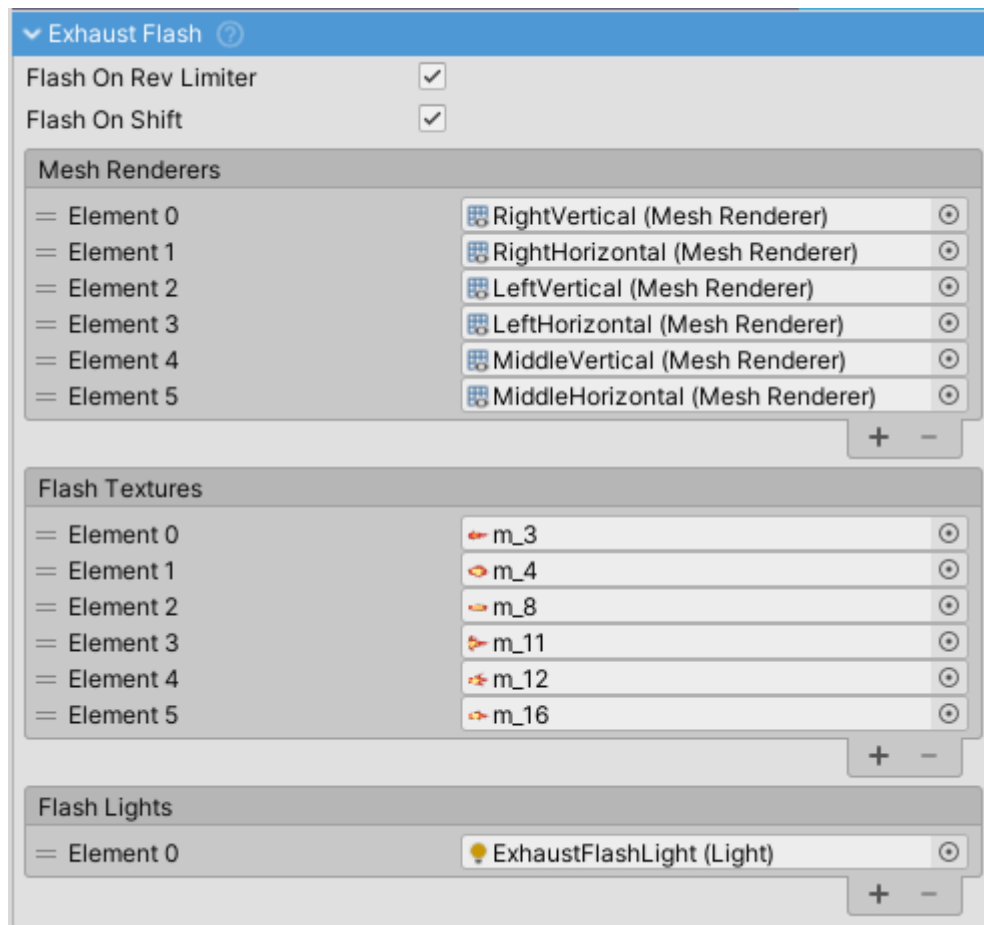 Exhaust Flash
Flash On Rev Limiter
Flash On Shift
Mesh Renderers
Element 0 RightVertical (Mesh Renderer)
Element 1 RightHorizontal (Mesh Renderer)
Element 2 LeftVertical (Mesh Renderer)
Element 3 LeftHorizontal (Mesh Renderer)
Element 4 MiddleVertical (Mesh Renderer)
Element 5 MiddleHorizontal (Mesh Renderer)
+ −
Flash Textures
Element 0 m_3
Element 1 m_4
Element 2 m_8
Element 3 m_11
Element 4 m_12
Element 5 m_16
+ −
Flash Lights
Element 0 ExhaustFlashLight (Light)
+ −